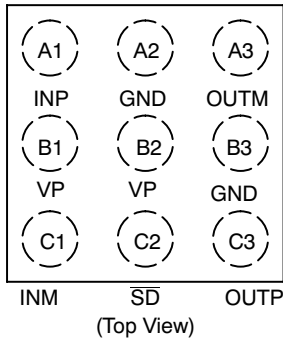 A1 A2 A3
INP GND OUTM
B1 B2 B3
VP VP GND
C1 C2 C3
INM S̅D̅ OUTP
(Top View)